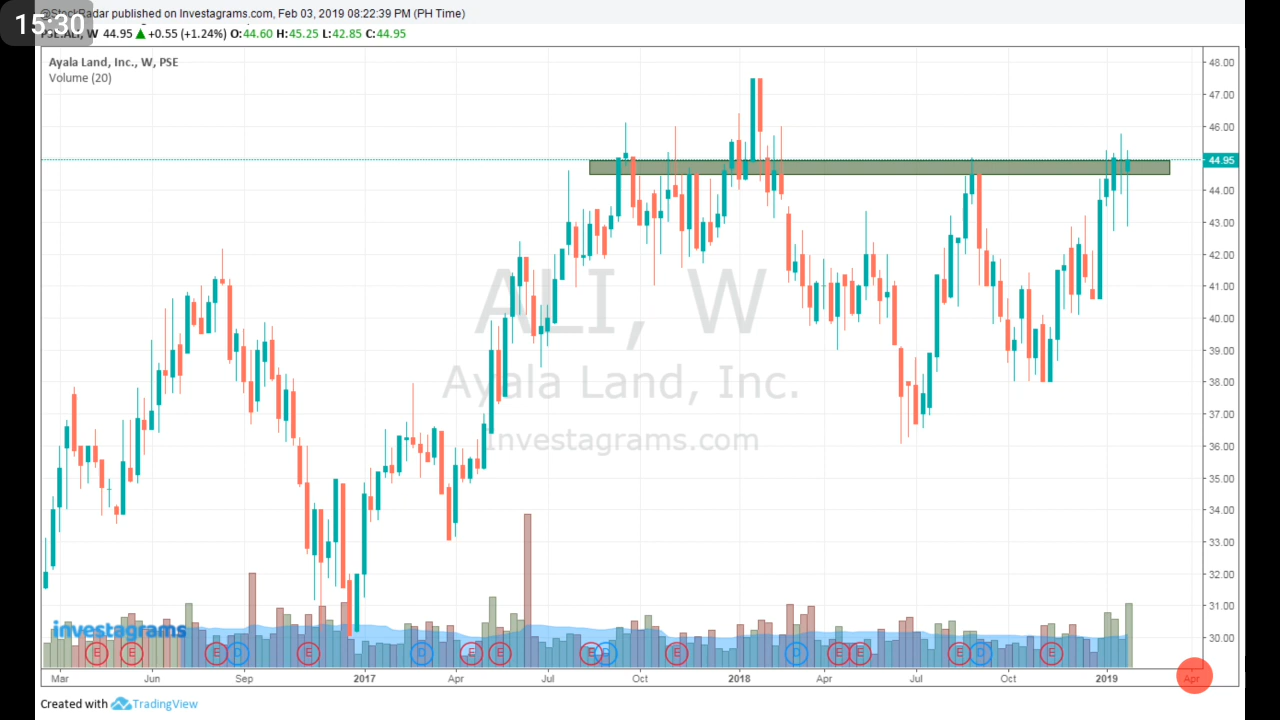 15:30
@StockRadar published on Investagrams.com, Feb 03, 2019 08:22:39 PM (PH Time)
PSE:ALI, W 44.95 ▲ +0.55 (+1.24%) O:44.60 H:45.25 L:42.85 C:44.95
Ayala Land, Inc., W, PSE
Volume (20)
48.00
47.00
46.00
44.95
44.00
43.00
42.00
41.00
40.00
39.00
38.00
37.00
36.00
35.00
34.00
33.00
32.00
31.00
30.00
ALI, W
Ayala Land, Inc.
Investagrams.com
investagrams
E E E D E D E E E D E D E E E D E
Mar Jun Sep 2017 Apr Jul Oct 2018 Apr Jul Oct 2019 Apr
Created with TradingView